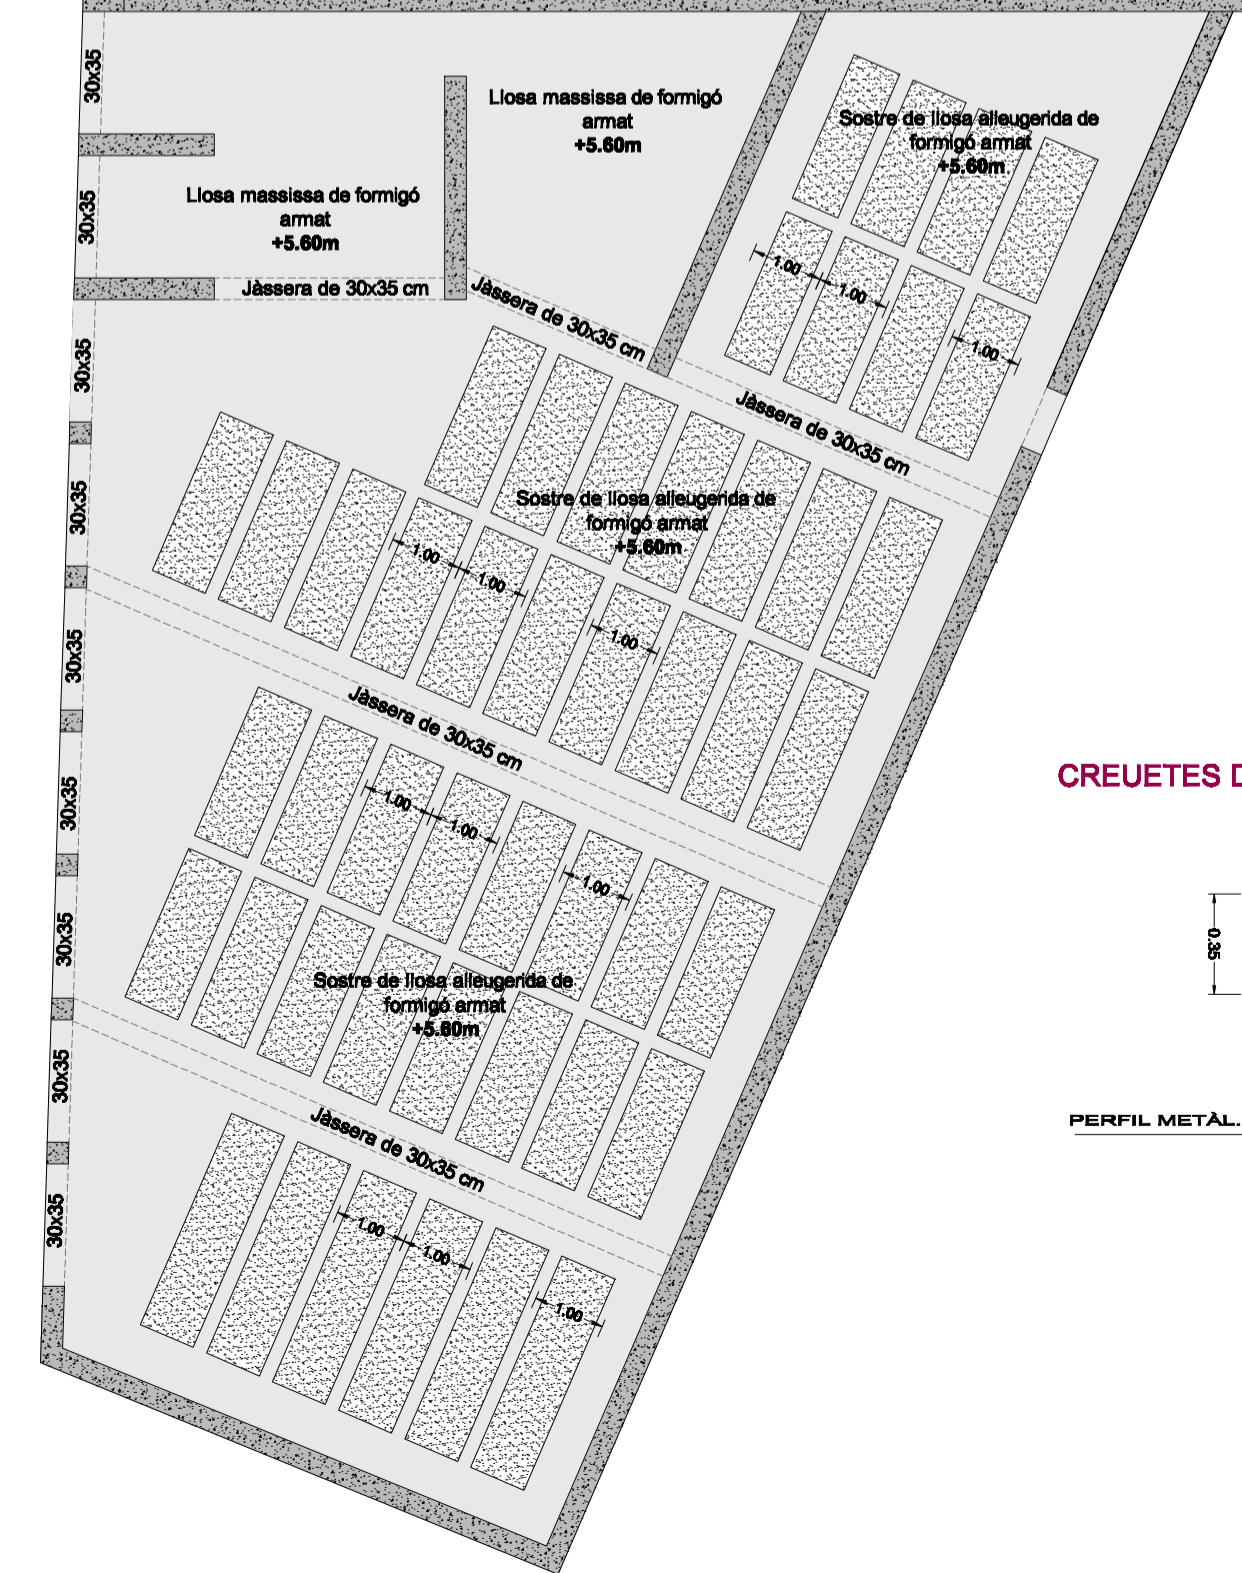 30x35
Llosa massissa de formigó
armat
+5.60m
Sostre de llosa alleugerida de
formigó armat
+5.60m
Llosa massissa de formigó
armat
+5.60m
30x35
1.00
1.00
1.00
Jàssera de 30x35 cm
Jàssera de 30x35 cm
30x35
Jàssera de 30x35 cm
30x35
Sostre de llosa alleugerida de
formigó armat
+5.60m
1.00
1.00
1.00
30x35
Jàssera de 30x35 cm
CREUETES D
30x35
1.00
1.00
1.00
30x35
0.35
Sostre de llosa alleugerida de
formigó armat
+5.60m
30x35
Jàssera de 30x35 cm
PERFIL METÀL.
30x35
1.00
1.00
1.00